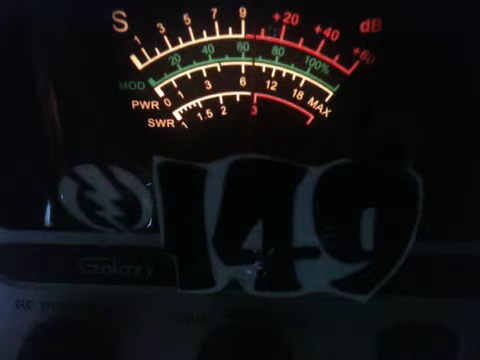 S 1 3 5 7 9 +20 +40 +60 dB
MOD 20 40 60 80 100%
PWR 0 1 3 6 12 18 MAX
SWR 1 1.5 2 3
149
Galaxy